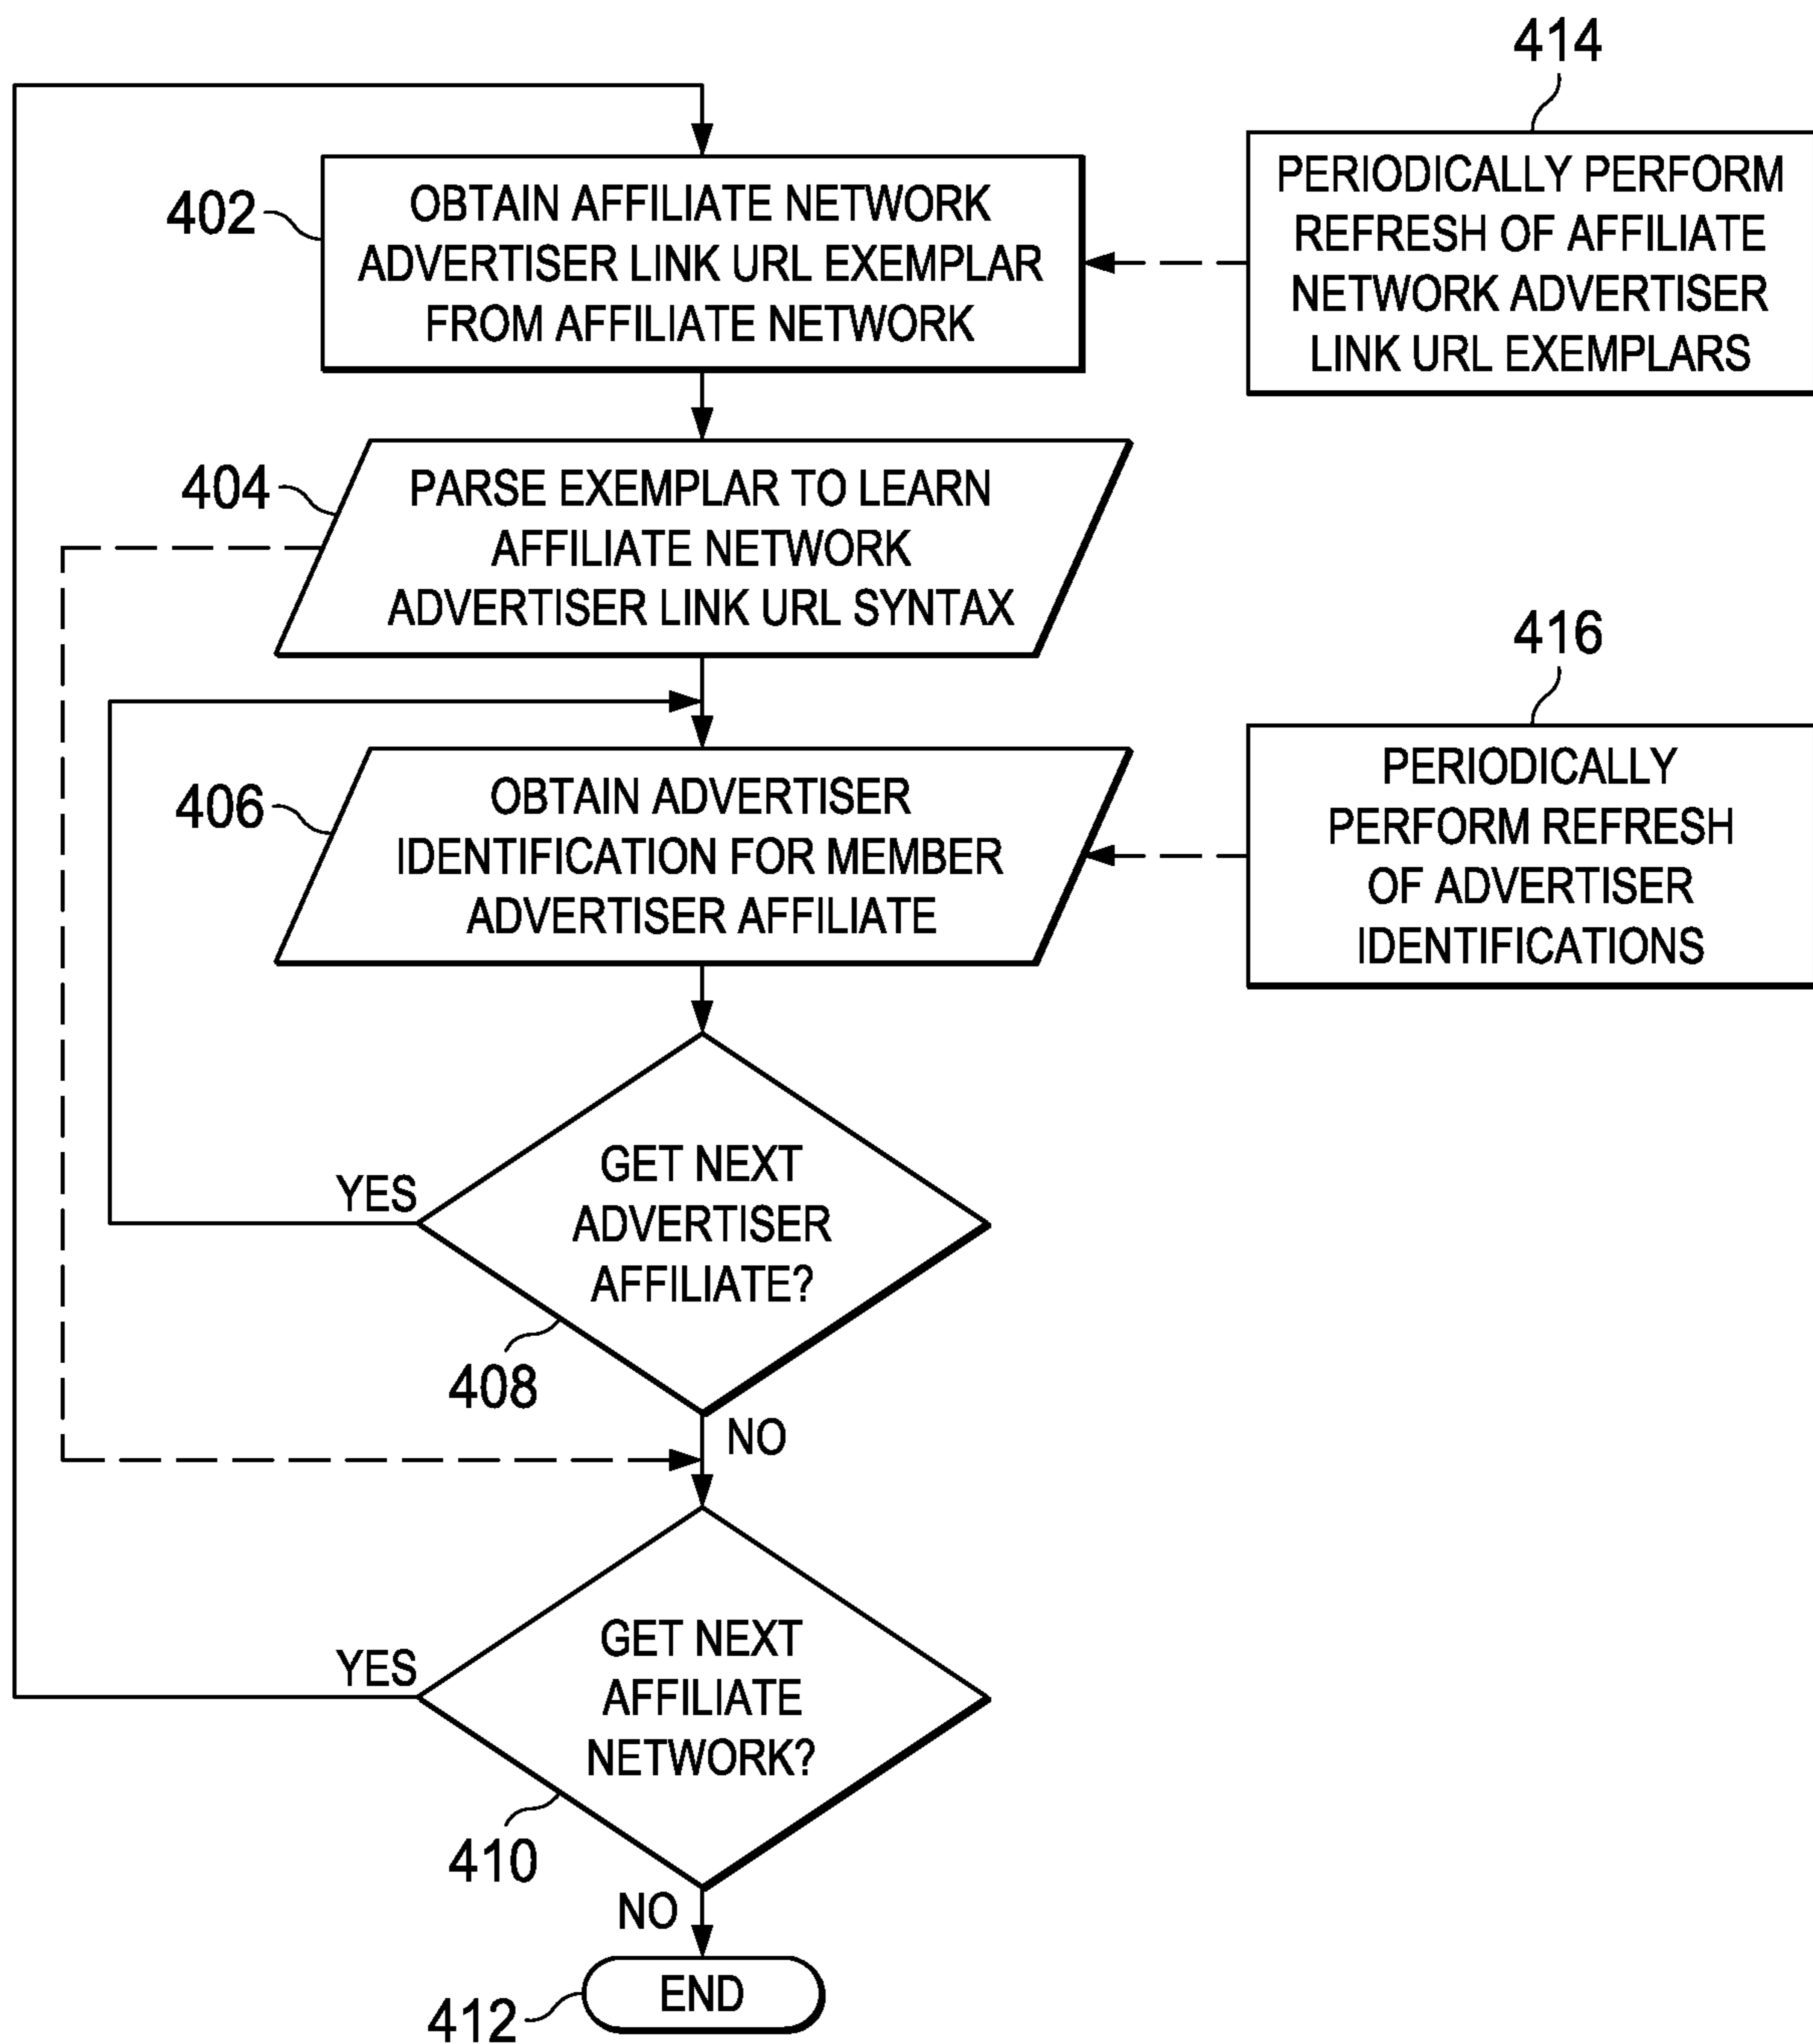 414
402
OBTAIN AFFILIATE NETWORK
ADVERTISER LINK URL EXEMPLAR
FROM AFFILIATE NETWORK
PERIODICALLY PERFORM
REFRESH OF AFFILIATE
NETWORK ADVERTISER
LINK URL EXEMPLARS
404
PARSE EXEMPLAR TO LEARN
AFFILIATE NETWORK
ADVERTISER LINK URL SYNTAX
416
406
OBTAIN ADVERTISER
IDENTIFICATION FOR MEMBER
ADVERTISER AFFILIATE
PERIODICALLY
PERFORM REFRESH
OF ADVERTISER
IDENTIFICATIONS
YES
GET NEXT
ADVERTISER
AFFILIATE?
408
NO
YES
GET NEXT
AFFILIATE
NETWORK?
410
NO
END
412